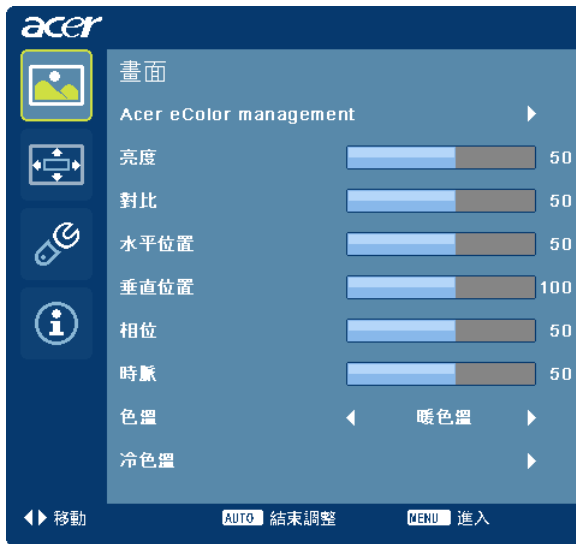 acer
畫面
Acer eColor management
亮度 50
對比 50
水平位置 50
垂直位置 100
相位 50
時脈 50
色溫 暖色溫
冷色溫
移動 AUTO 結束調整 MENU 進入